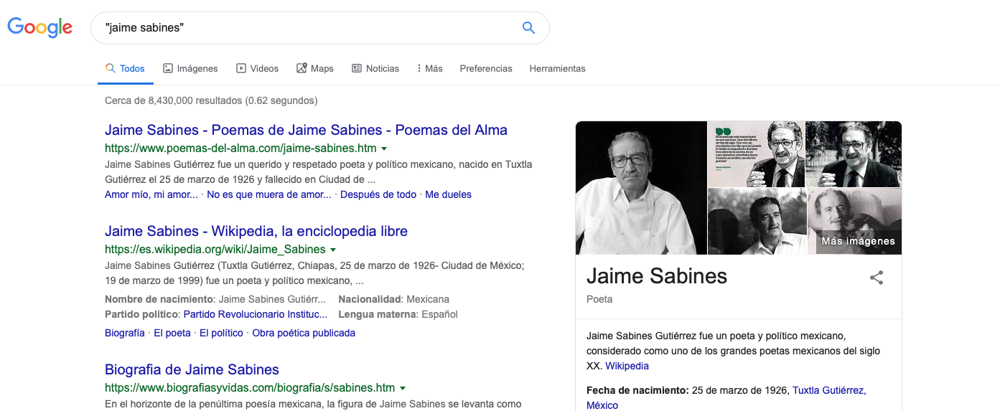 Google
"jaime sabines"
Todos
Imágenes
Videos
Maps
Noticias
Más
Preferencias
Herramientas
Cerca de 8,430,000 resultados (0.62 segundos)
Jaime Sabines - Poemas de Jaime Sabines - Poemas del Alma
https://www.poemas-del-alma.com/jaime-sabines.htm
Jaime Sabines Gutiérrez fue un querido y respetado poeta y político mexicano, nacido en Tuxtla
Gutiérrez el 25 de marzo de 1926 y fallecido en Ciudad de ...
Amor mío, mi amor... · No es que muera de amor... · Después de todo · Me dueles
Jaime Sabines - Wikipedia, la enciclopedia libre
https://es.wikipedia.org/wiki/Jaime_Sabines
Jaime Sabines Gutiérrez (Tuxtla Gutiérrez, Chiapas, 25 de marzo de 1926- Ciudad de México;
19 de marzo de 1999) fue un poeta y político mexicano, ...
Nombre de nacimiento: Jaime Sabines Gutiérr... Nacionalidad: Mexicana
Partido político: Partido Revolucionario Instituc... Lengua materna: Español
Biografía · El poeta · El político · Obra poética publicada
Biografia de Jaime Sabines
https://www.biografiasyvidas.com/biografia/s/sabines.htm
En el horizonte de la penúltima poesía mexicana, la figura de Jaime Sabines se levanta como
Más imágenes
Jaime Sabines
Poeta
Jaime Sabines Gutiérrez fue un poeta y político mexicano,
considerado como uno de los grandes poetas mexicanos del siglo
XX. Wikipedia
Fecha de nacimiento: 25 de marzo de 1926, Tuxtla Gutiérrez,
México